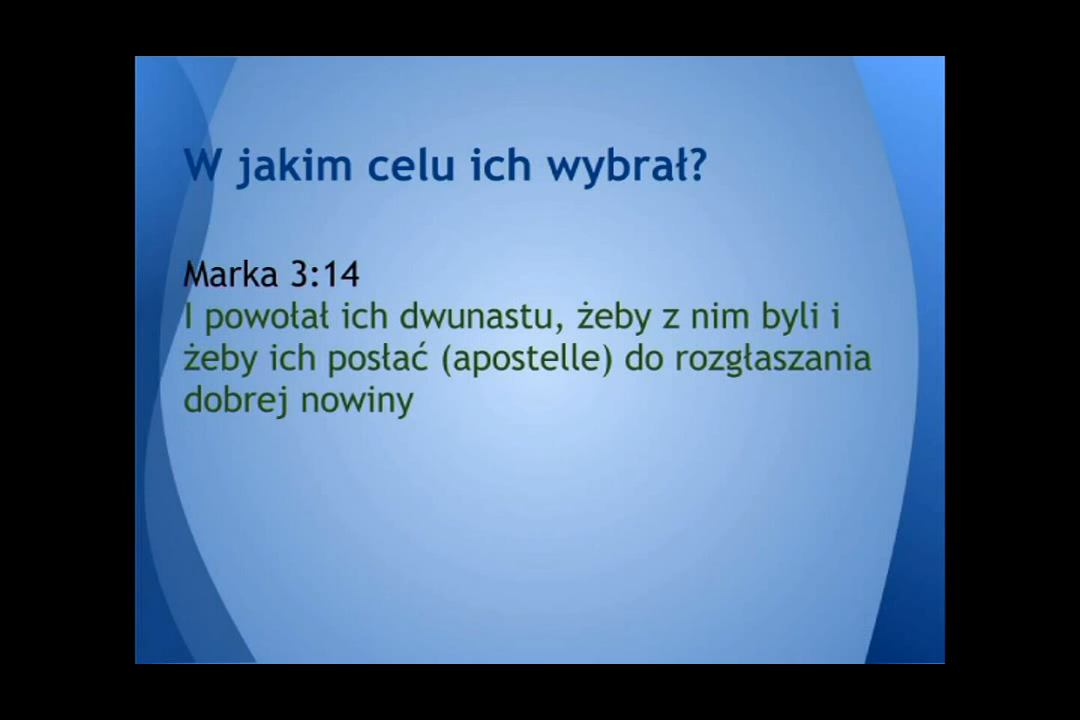 W jakim celu ich wybrał?
Marka 3:14
I powołał ich dwunastu, żeby z nim byli i
żeby ich posłać (apostelle) do rozgłaszania
dobrej nowiny